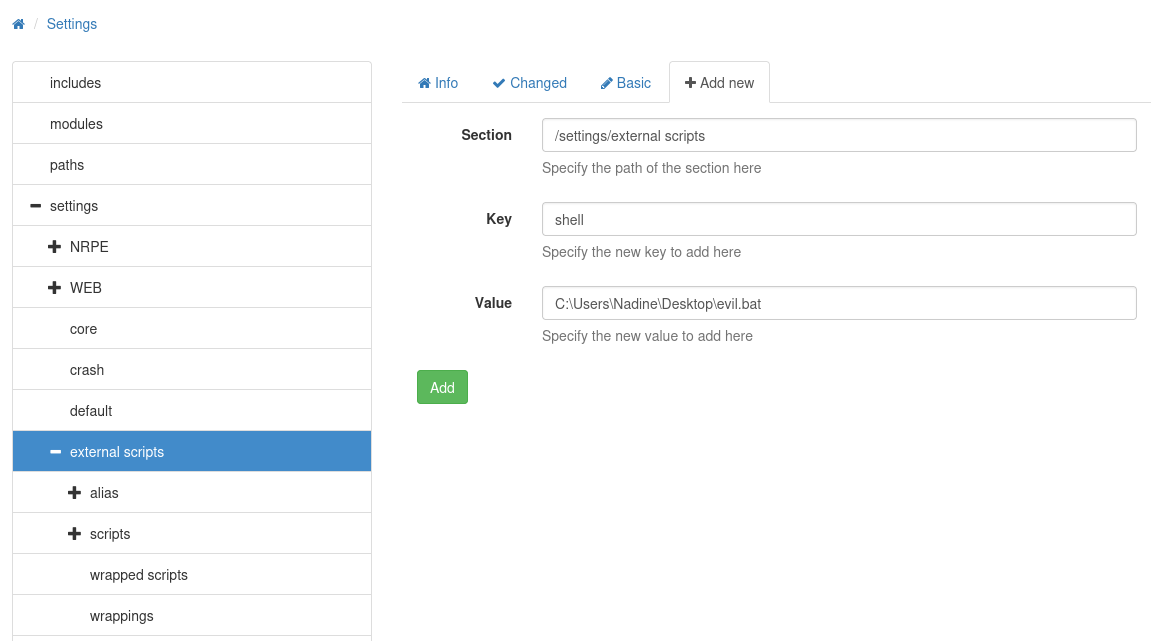 / Settings
includes
modules
paths
settings
NRPE
WEB
core
crash
default
external scripts
alias
scripts
wrapped scripts
wrappings
Info Changed Basic Add new
Section /settings/external scripts
Specify the path of the section here
Key shell
Specify the new key to add here
Value C:\Users\Nadine\Desktop\evil.bat
Specify the new value to add here
Add